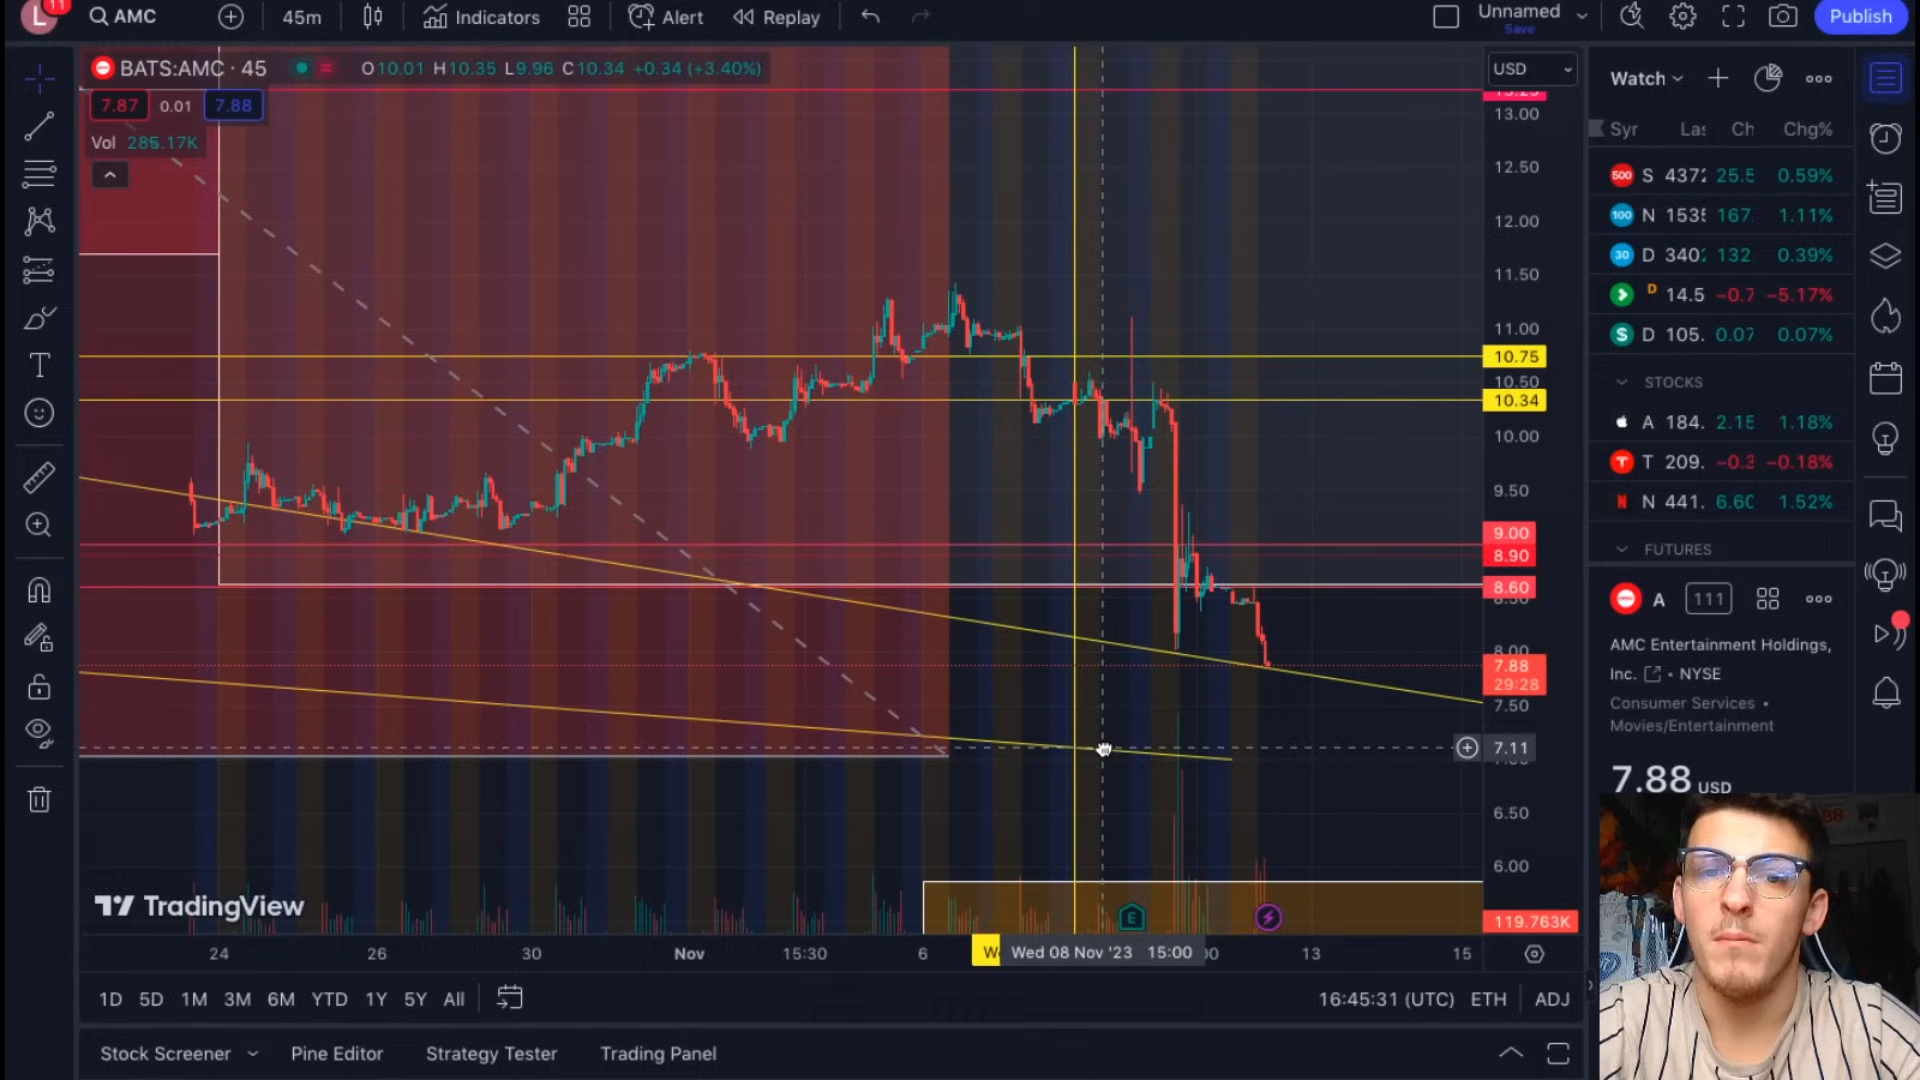 L 11 AMC 45m Indicators Alert Replay Unnamed Save Publish
BATS:AMC · 45 O10.01 H10.35 L9.96 C10.34 +0.34 (+3.40%)
7.87 0.01 7.88
Vol 285.17K
USD
13.00
12.50
12.00
11.50
11.00
10.75
10.50
10.34
10.00
9.50
9.00
8.90
8.60
8.50
8.00
7.88
29:28
7.50
7.11
6.50
6.00
119.763K
E
TradingView
24 26 30 Nov 15:30 6 Wed 08 Nov '23 15:00 13 15
1D 5D 1M 3M 6M YTD 1Y 5Y All 16:45:31 (UTC) ETH ADJ
Stock Screener Pine Editor Strategy Tester Trading Panel
Watch
Syr Las Ch Chg%
500 S 4372 25.5 0.59%
100 N 1535 167. 1.11%
30 D 340 132 0.39%
D 14.5 −0.7 −5.17%
S D 105. 0.07 0.07%
STOCKS
A 184. 2.15 1.18%
T 209. −0.3 −0.18%
N 441. 6.60 1.52%
FUTURES
A 111
AMC Entertainment Holdings,
Inc. · NYSE
Consumer Services •
Movies/Entertainment
7.88 USD